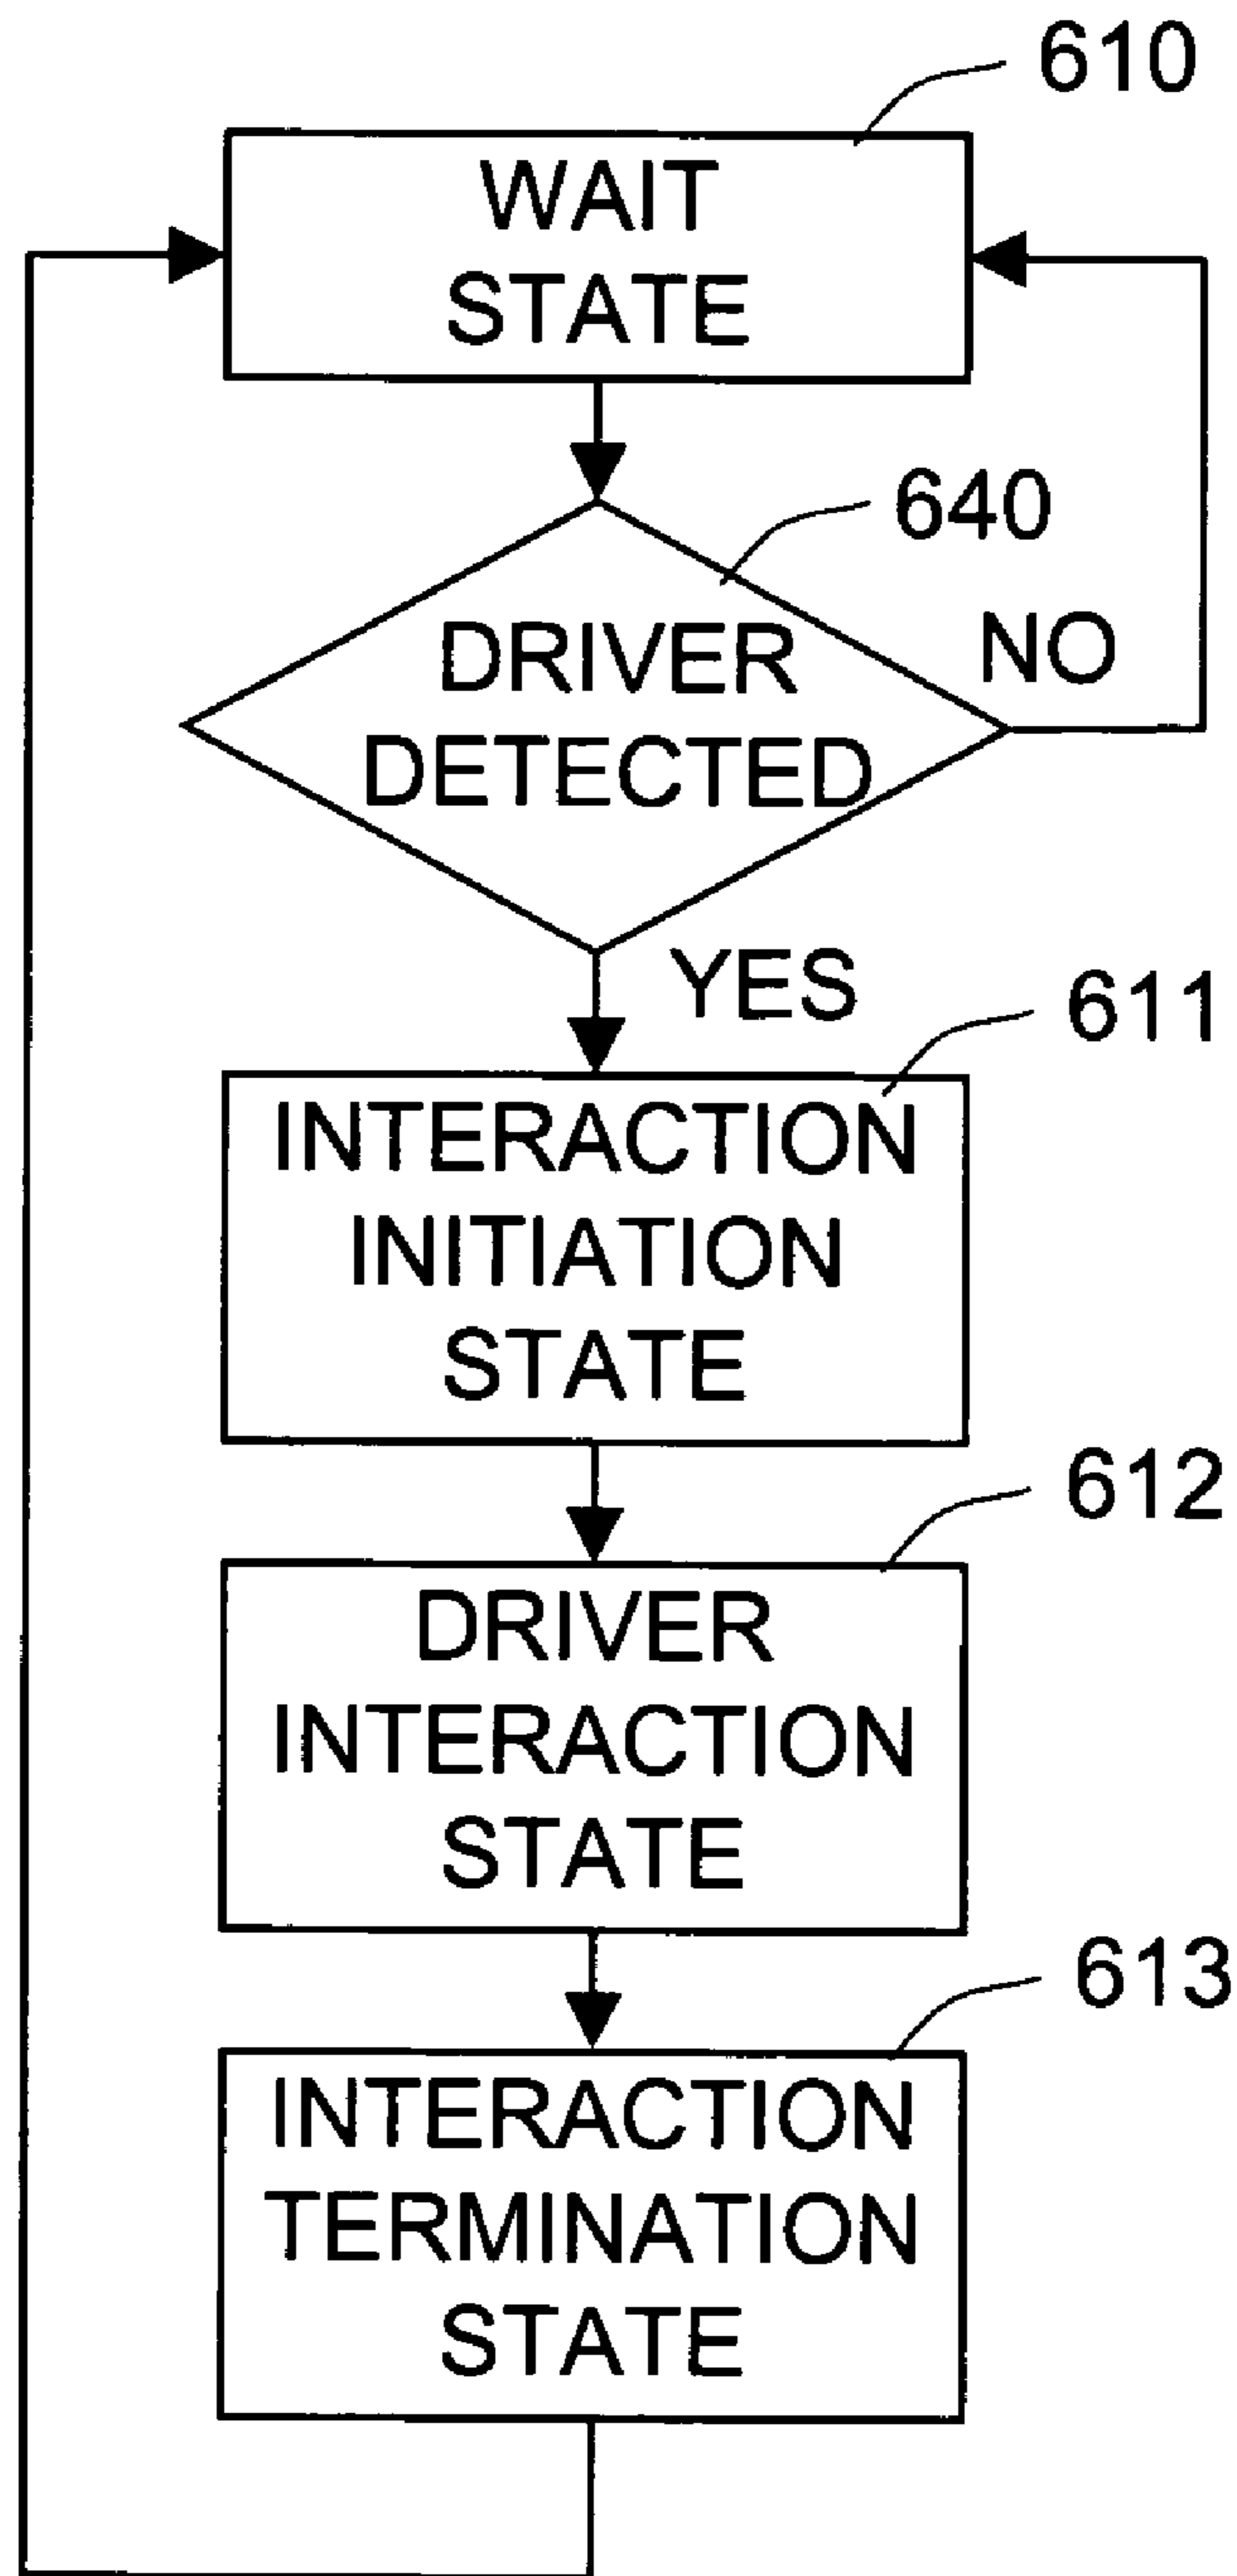 610
WAIT
STATE
640
DRIVER
DETECTED
NO
YES
611
INTERACTION
INITIATION
STATE
612
DRIVER
INTERACTION
STATE
613
INTERACTION
TERMINATION
STATE